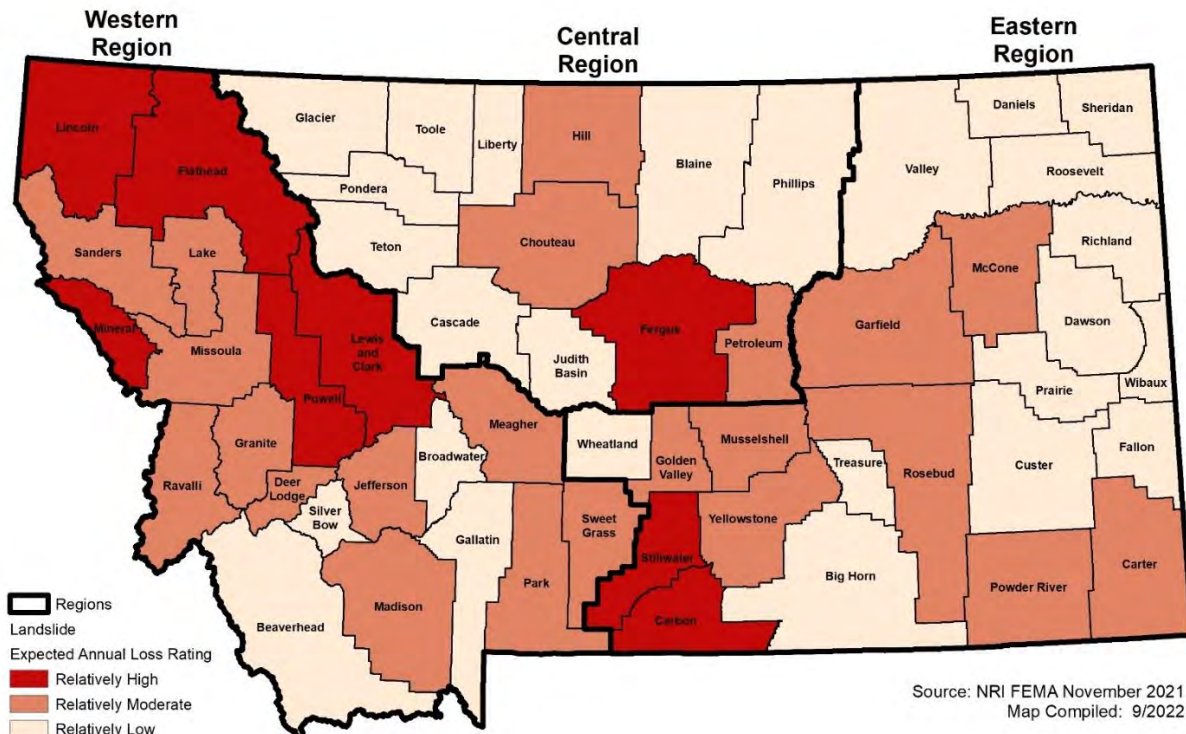 Western
Region
Central
Region
Eastern
Region
Lincoln
Flathead
Glacier
Toole
Liberty
Hill
Blaine
Phillips
Valley
Daniels
Sheridan
Roosevelt
Pondera
Teton
Chouteau
Sanders
Lake
Richland
McCone
Garfield
Dawson
Mineral
Missoula
Lewis
and
Clark
Cascade
Judith
Basin
Fergus
Petroleum
Prairie
Wibaux
Powell
Granite
Ravalli
Deer
Lodge
Silver
Bow
Jefferson
Broadwater
Meagher
Wheatland
Golden
Valley
Musselshell
Treasure
Rosebud
Custer
Fallon
Gallatin
Sweet
Grass
Stillwater
Yellowstone
Big Horn
Powder River
Carter
Beaverhead
Madison
Park
Carbon
Regions
Landslide
Expected Annual Loss Rating
Relatively High
Relatively Moderate
Relatively Low
Source: NRI FEMA November 2021
Map Compiled: 9/2022